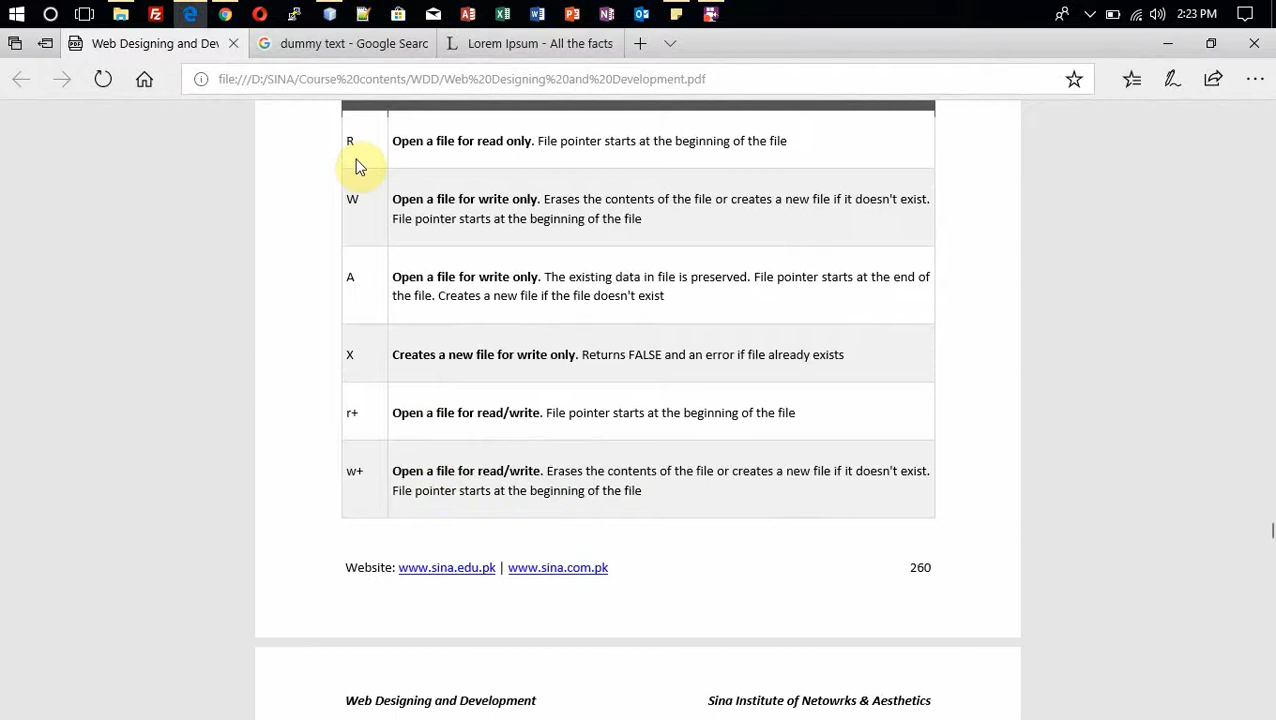 2:23 PM
Web Designing and Dev
dummy text - Google Searc
Lorem Ipsum - All the facts
file:///D:/SINA/Course%20contents/WDD/Web%20Designing%20and%20Development.pdf
R Open a file for read only. File pointer starts at the beginning of the file
W Open a file for write only. Erases the contents of the file or creates a new file if it doesn't exist.
File pointer starts at the beginning of the file
A Open a file for write only. The existing data in file is preserved. File pointer starts at the end of
the file. Creates a new file if the file doesn't exist
X Creates a new file for write only. Returns FALSE and an error if file already exists
r+ Open a file for read/write. File pointer starts at the beginning of the file
w+ Open a file for read/write. Erases the contents of the file or creates a new file if it doesn't exist.
File pointer starts at the beginning of the file
Website: www.sina.edu.pk | www.sina.com.pk 260
Web Designing and Development Sina Institute of Netowrks & Aesthetics